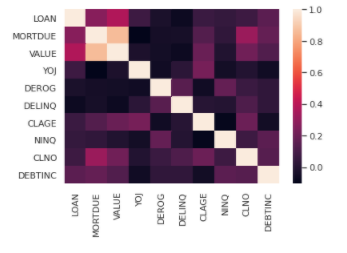 LOAN
MORTDUE
VALUE
YOJ
DEROG
DELINQ
CLAGE
NINQ
CLNO
DEBTINC
1.0
0.8
0.6
0.4
0.2
0.0
LOAN
MORTDUE
VALUE
YOJ
DEROG
DELINQ
CLAGE
NINQ
CLNO
DEBTINC